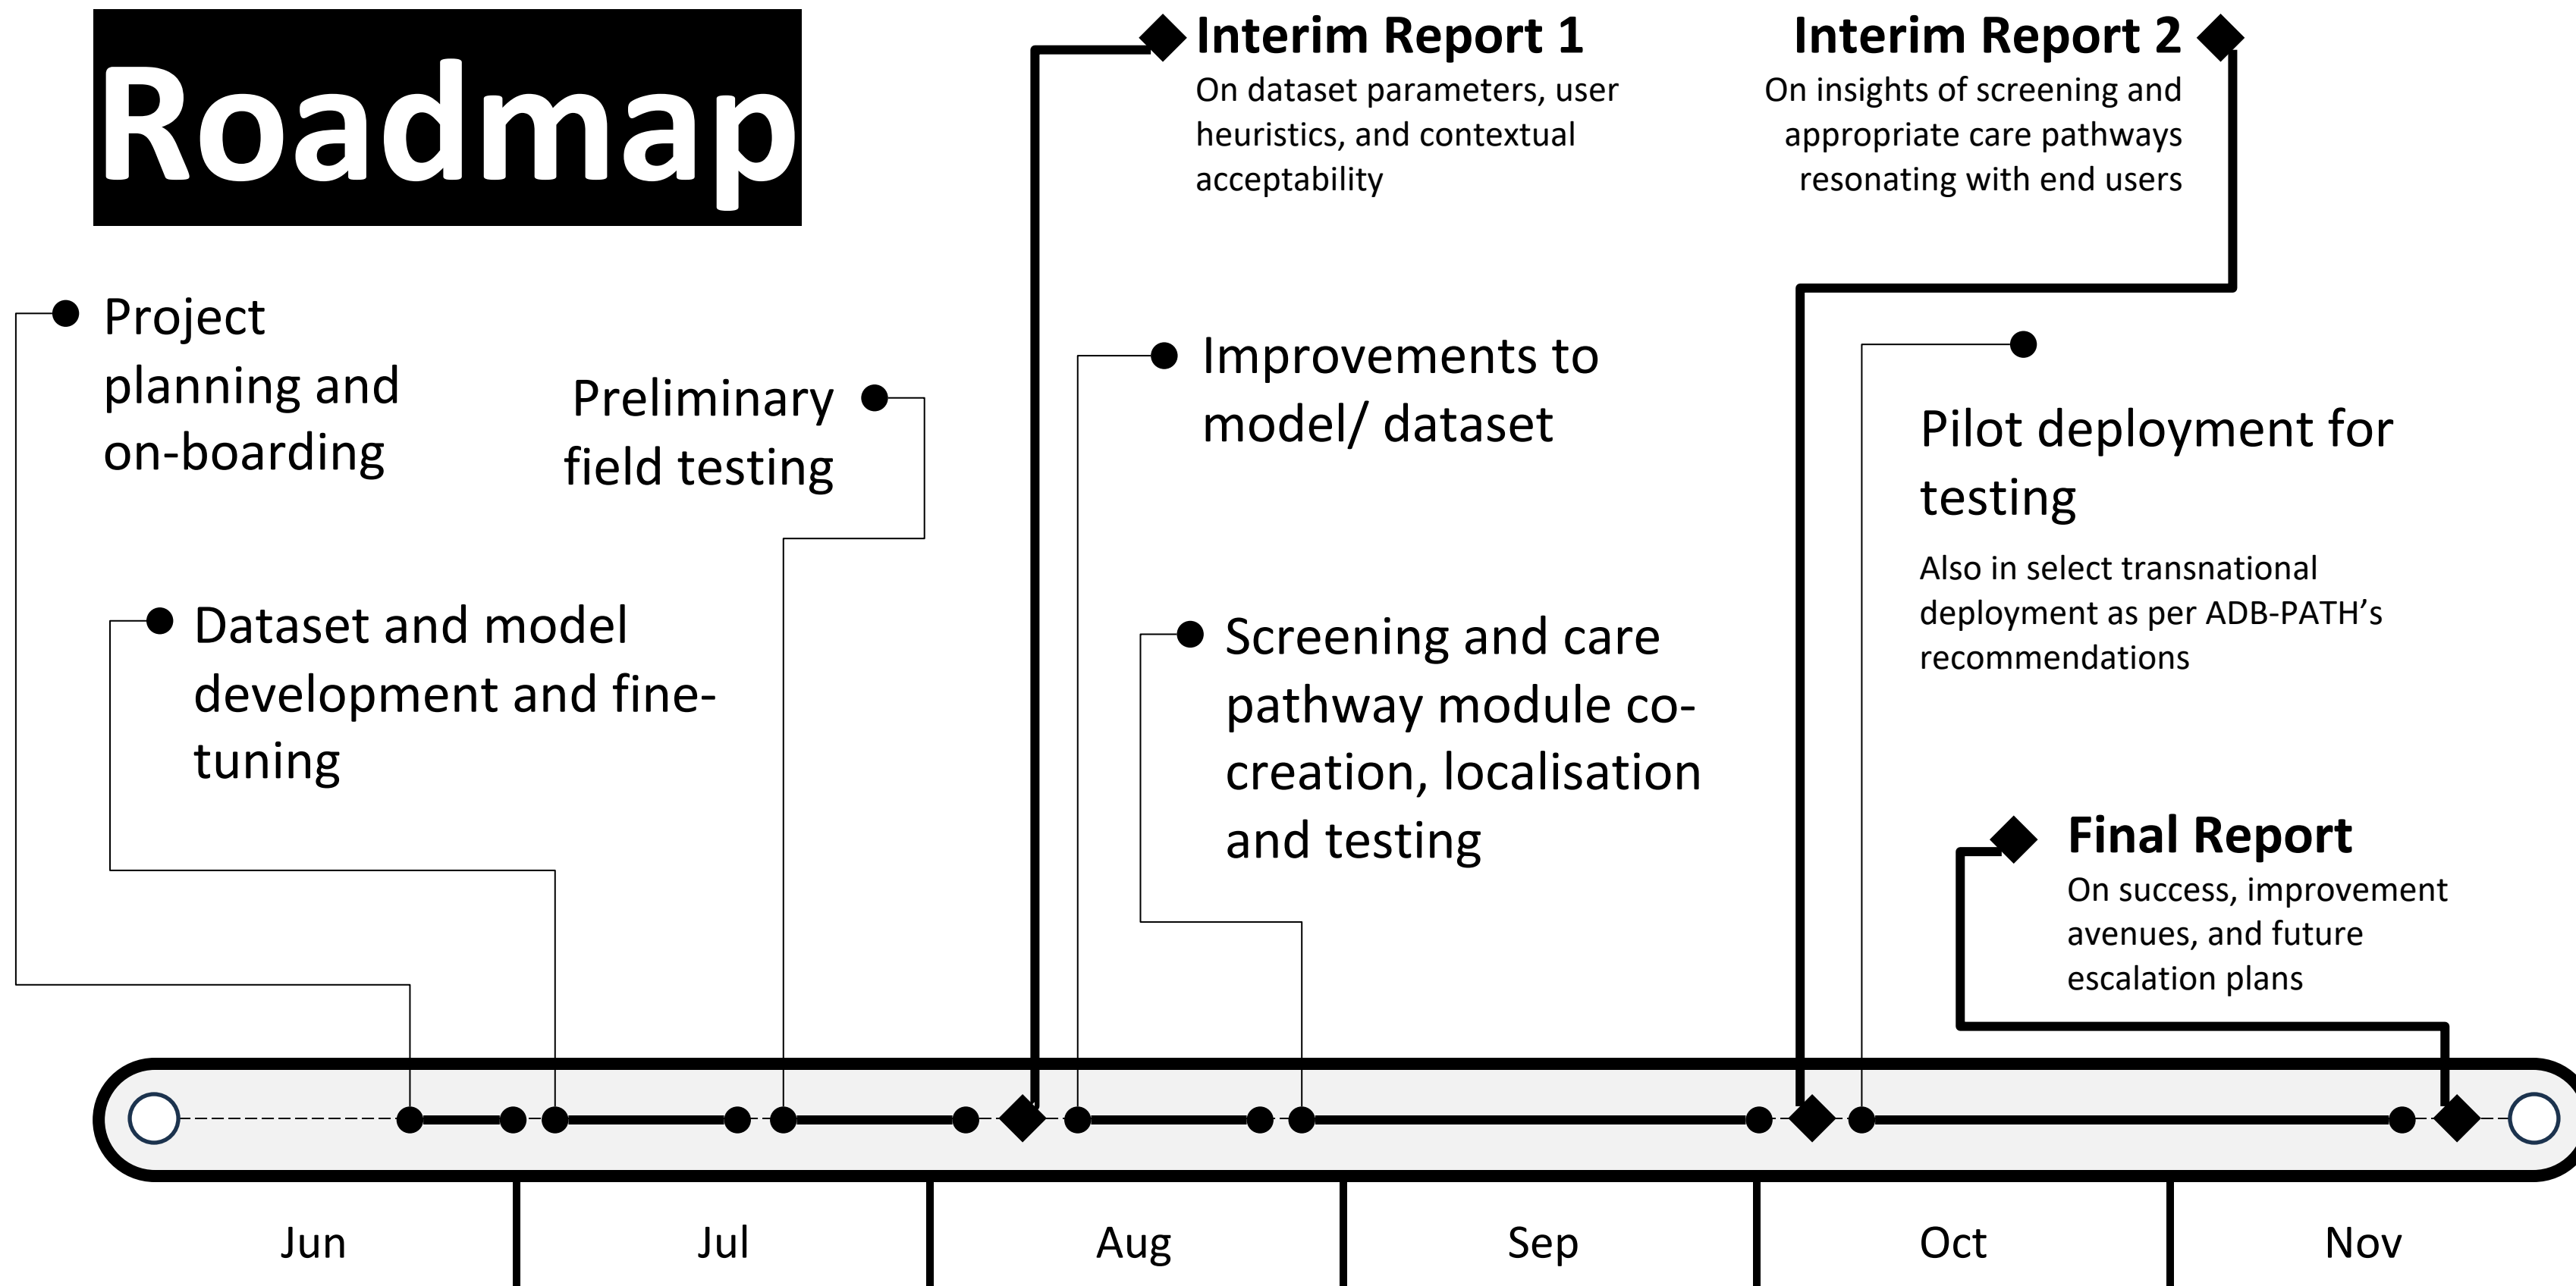 Roadmap
Interim Report 1
On dataset parameters, user
heuristics, and contextual
acceptability
Interim Report 2
On insights of screening and
appropriate care pathways
resonating with end users
Project
planning and
on-boarding
Preliminary
field testing
Improvements to
model/ dataset
Pilot deployment for
testing
Also in select transnational
deployment as per ADB-PATH’s
recommendations
Dataset and model
development and fine-
tuning
Screening and care
pathway module co-
creation, localisation
and testing
Final Report
On success, improvement
avenues, and future
escalation plans
Jun
Jul
Aug
Sep
Oct
Nov